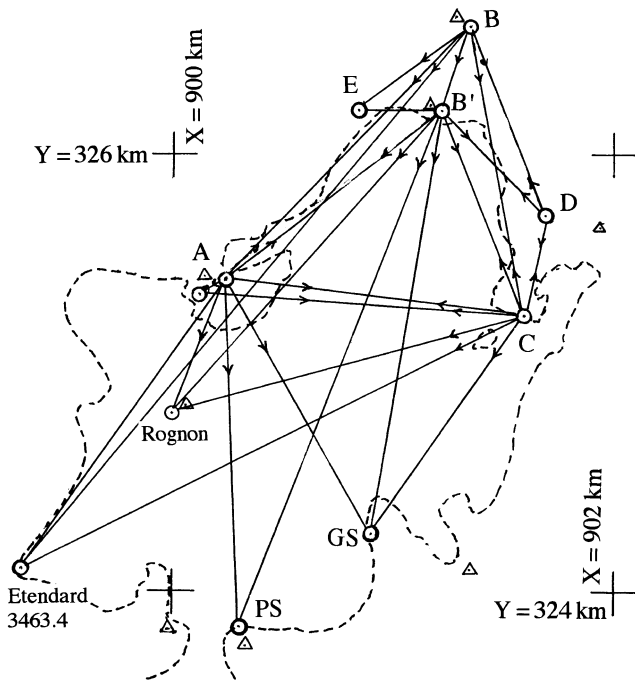 B
X = 900 km
E
B'
Y = 326 km
D
A
C
Rognon
GS
X = 902 km
Etendard
3463.4
PS
Y = 324 km